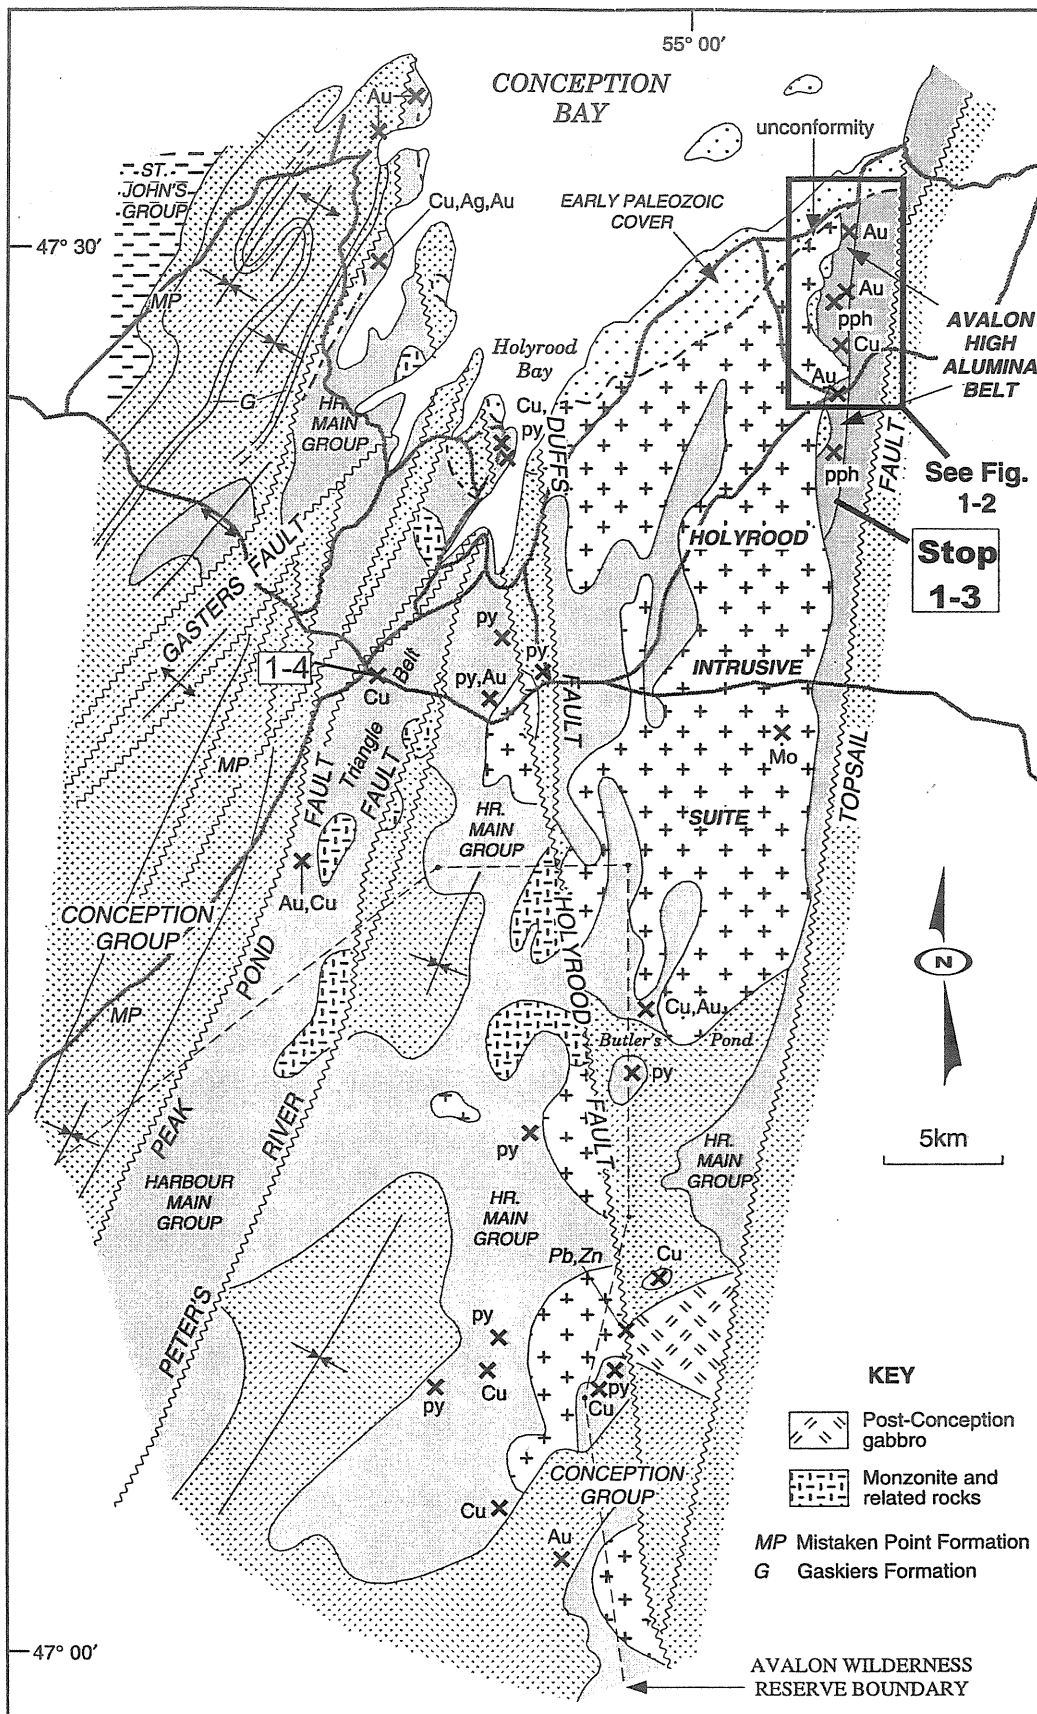 55° 00′
CONCEPTION
BAY
Au
unconformity
ST.
JOHN'S
GROUP
Cu,Ag,Au
EARLY PALEOZOIC
COVER
47° 30′
Au
MP
Au
pph
Cu
Au
AVALON
HIGH
ALUMINA
BELT
Holyrood
Bay
G
HR.
MAIN
GROUP
Cu,
py
DUFFS
FAULT
pph
See Fig.
1-2
HOLYROOD
Stop
1-3
GASTERS FAULT
py
1-4
Belt
py
INTRUSIVE
Cu
py,Au
FAULT
Mo
MP
FAULT
Triangle
FAULT
TOPSAIL
HR.
MAIN
GROUP
SUITE
Au,Cu
CONCEPTION
GROUP
HOLYROOD
POND
N
MP
Cu,Au
Butler's
Pond
py
PEAK
RIVER
FAULT
5km
py
HR.
MAIN
GROUP
HARBOUR
MAIN
GROUP
HR.
MAIN
GROUP
Pb,Zn
Cu
PETER'S
py
KEY
Cu
py
py
Cu
Post-Conception
gabbro
CONCEPTION
GROUP
Monzonite and
related rocks
Cu
Au
MP Mistaken Point Formation
G Gaskiers Formation
47° 00′
AVALON WILDERNESS
RESERVE BOUNDARY